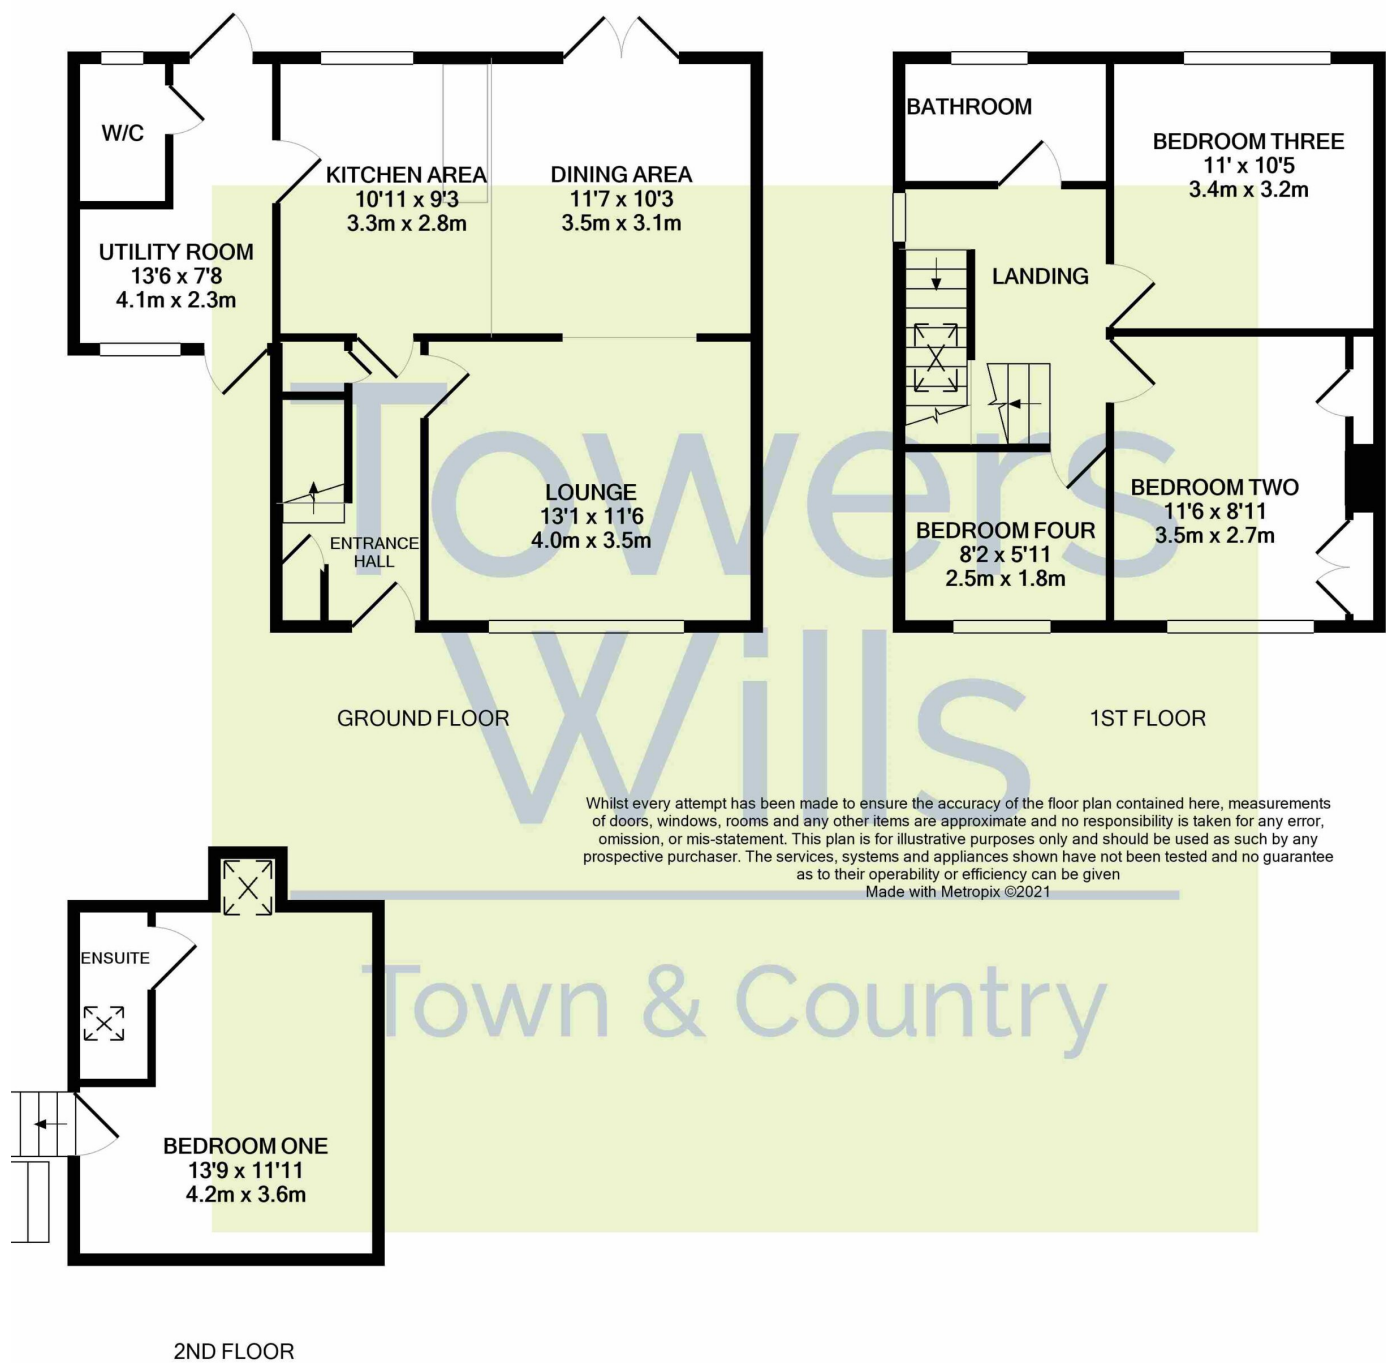 W/C
KITCHEN AREA
10'11 x 9'3
3.3m x 2.8m
DINING AREA
11'7 x 10'3
3.5m x 3.1m
UTILITY ROOM
13'6 x 7'8
4.1m x 2.3m
LOUNGE
13'1 x 11'6
4.0m x 3.5m
ENTRANCE
HALL
GROUND FLOOR
BATHROOM
BEDROOM THREE
11' x 10'5
3.4m x 3.2m
LANDING
BEDROOM TWO
11'6 x 8'11
3.5m x 2.7m
BEDROOM FOUR
8'2 x 5'11
2.5m x 1.8m
1ST FLOOR
Towers
Wills
Town & Country
Whilst every attempt has been made to ensure the accuracy of the floor plan contained here, measurements
of doors, windows, rooms and any other items are approximate and no responsibility is taken for any error,
omission, or mis-statement. This plan is for illustrative purposes only and should be used as such by any
prospective purchaser. The services, systems and appliances shown have not been tested and no guarantee
as to their operability or efficiency can be given
Made with Metropix ©2021
ENSUITE
BEDROOM ONE
13'9 x 11'11
4.2m x 3.6m
2ND FLOOR